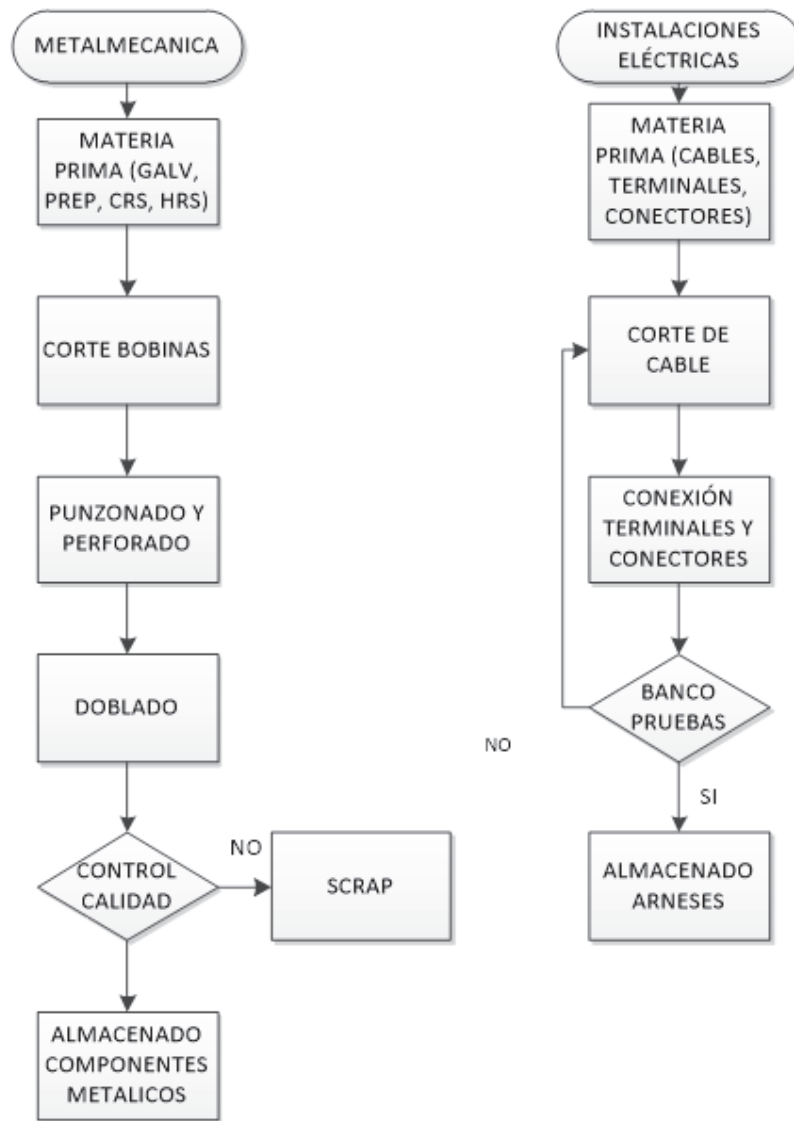 METALMECANICA
MATERIA
PRIMA (GALV,
PREP, CRS, HRS)
CORTE BOBINAS
PUNZONADO Y
PERFORADO
DOBLADO
CONTROL
CALIDAD
NO
SCRAP
ALMACENADO
COMPONENTES
METALICOS
INSTALACIONES
ELÉCTRICAS
MATERIA
PRIMA (CABLES,
TERMINALES,
CONECTORES)
CORTE DE
CABLE
CONEXIÓN
TERMINALES Y
CONECTORES
BANCO
PRUEBAS
NO
SI
ALMACENADO
ARNESES